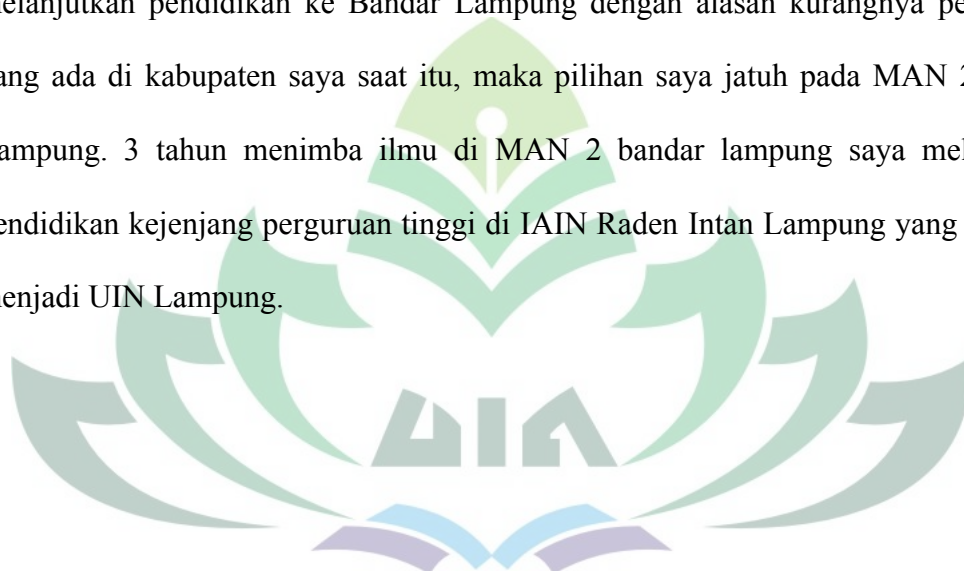 elanjutkan pendidikan ke Bandar Lampung dengan alasan kurangnya pe
ang ada di kabupaten saya saat itu, maka pilihan saya jatuh pada MAN 2
ampung. 3 tahun menimba ilmu di MAN 2 bandar lampung saya mel
endidikan kejenjang perguruan tinggi di IAIN Raden Intan Lampung yang
enjadi UIN Lampung.
UIN